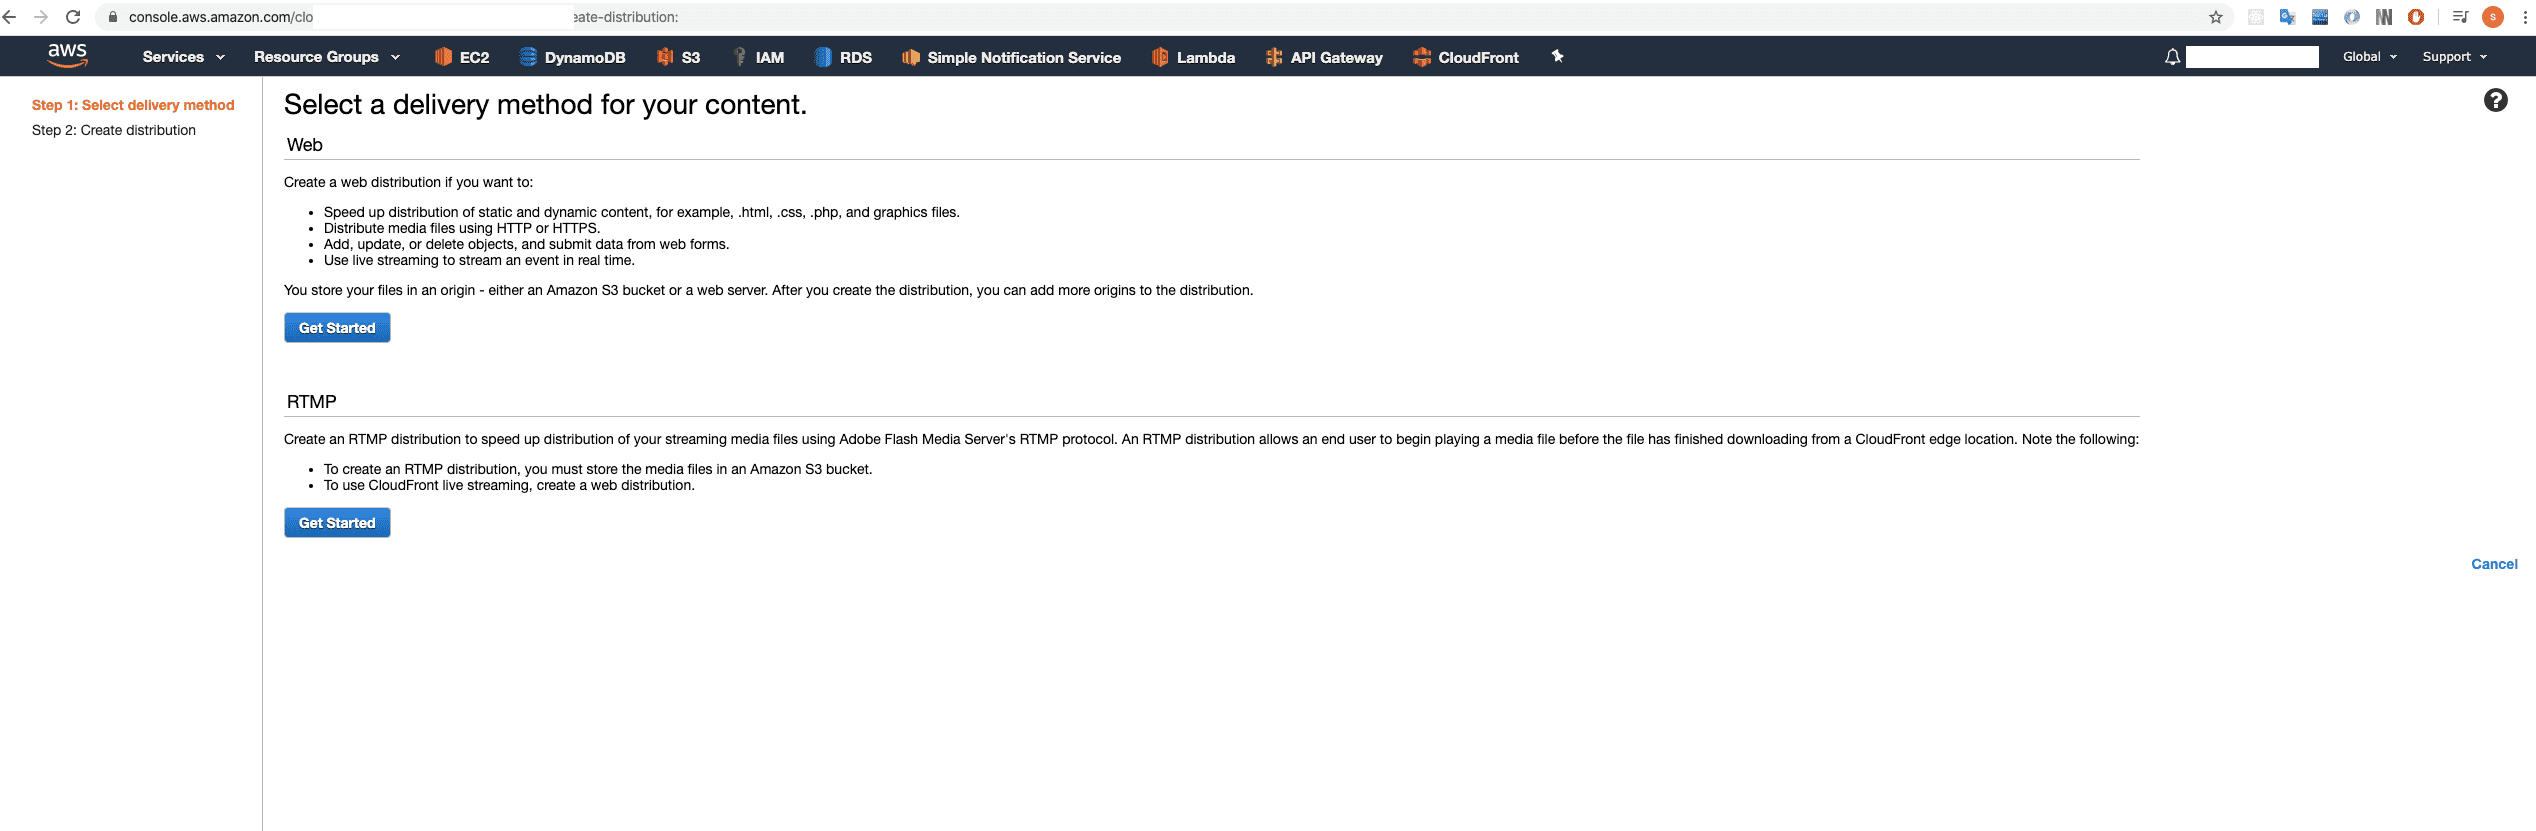 console.aws.amazon.com/clo eate-distribution:
S
aws Services Resource Groups EC2 DynamoDB S3 IAM RDS Simple Notification Service Lambda API Gateway CloudFront Global Support
Step 1: Select delivery method
Step 2: Create distribution
Select a delivery method for your content.
?
Web
Create a web distribution if you want to:
• Speed up distribution of static and dynamic content, for example, .html, .css, .php, and graphics files.
• Distribute media files using HTTP or HTTPS.
• Add, update, or delete objects, and submit data from web forms.
• Use live streaming to stream an event in real time.
You store your files in an origin - either an Amazon S3 bucket or a web server. After you create the distribution, you can add more origins to the distribution.
Get Started
RTMP
Create an RTMP distribution to speed up distribution of your streaming media files using Adobe Flash Media Server's RTMP protocol. An RTMP distribution allows an end user to begin playing a media file before the file has finished downloading from a CloudFront edge location. Note the following:
• To create an RTMP distribution, you must store the media files in an Amazon S3 bucket.
• To use CloudFront live streaming, create a web distribution.
Get Started
Cancel